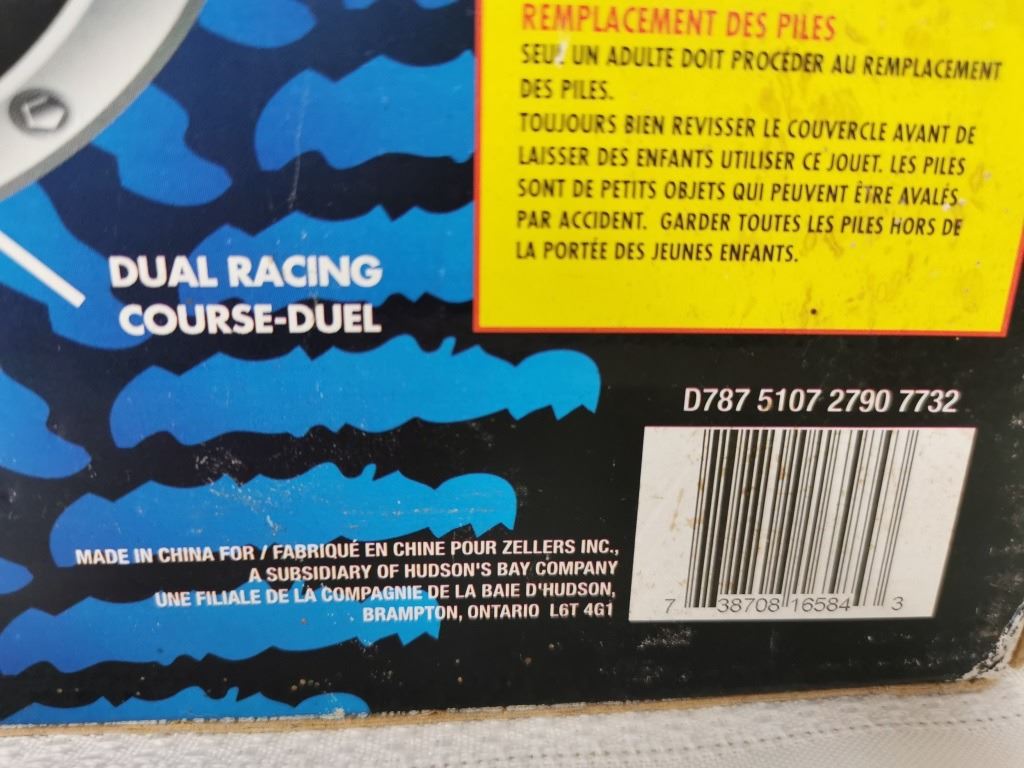 REMPLACEMENT DES PILES
SEUL UN ADULTE DOIT PROCÉDER AU REMPLACEMENT
DES PILES.
TOUJOURS BIEN REVISSER LE COUVERCLE AVANT DE
LAISSER DES ENFANTS UTILISER CE JOUET. LES PILES
SONT DE PETITS OBJETS QUI PEUVENT ÊTRE AVALÉS
PAR ACCIDENT. GARDER TOUTES LES PILES HORS DE
LA PORTÉE DES JEUNES ENFANTS.
DUAL RACING
COURSE-DUEL
D787 5107 2790 7732
MADE IN CHINA FOR / FABRIQUÉ EN CHINE POUR ZELLERS INC.,
A SUBSIDIARY OF HUDSON'S BAY COMPANY
UNE FILIALE DE LA COMPAGNIE DE LA BAIE D'HUDSON,
BRAMPTON, ONTARIO L6T 4G1
7 38708 16584 3